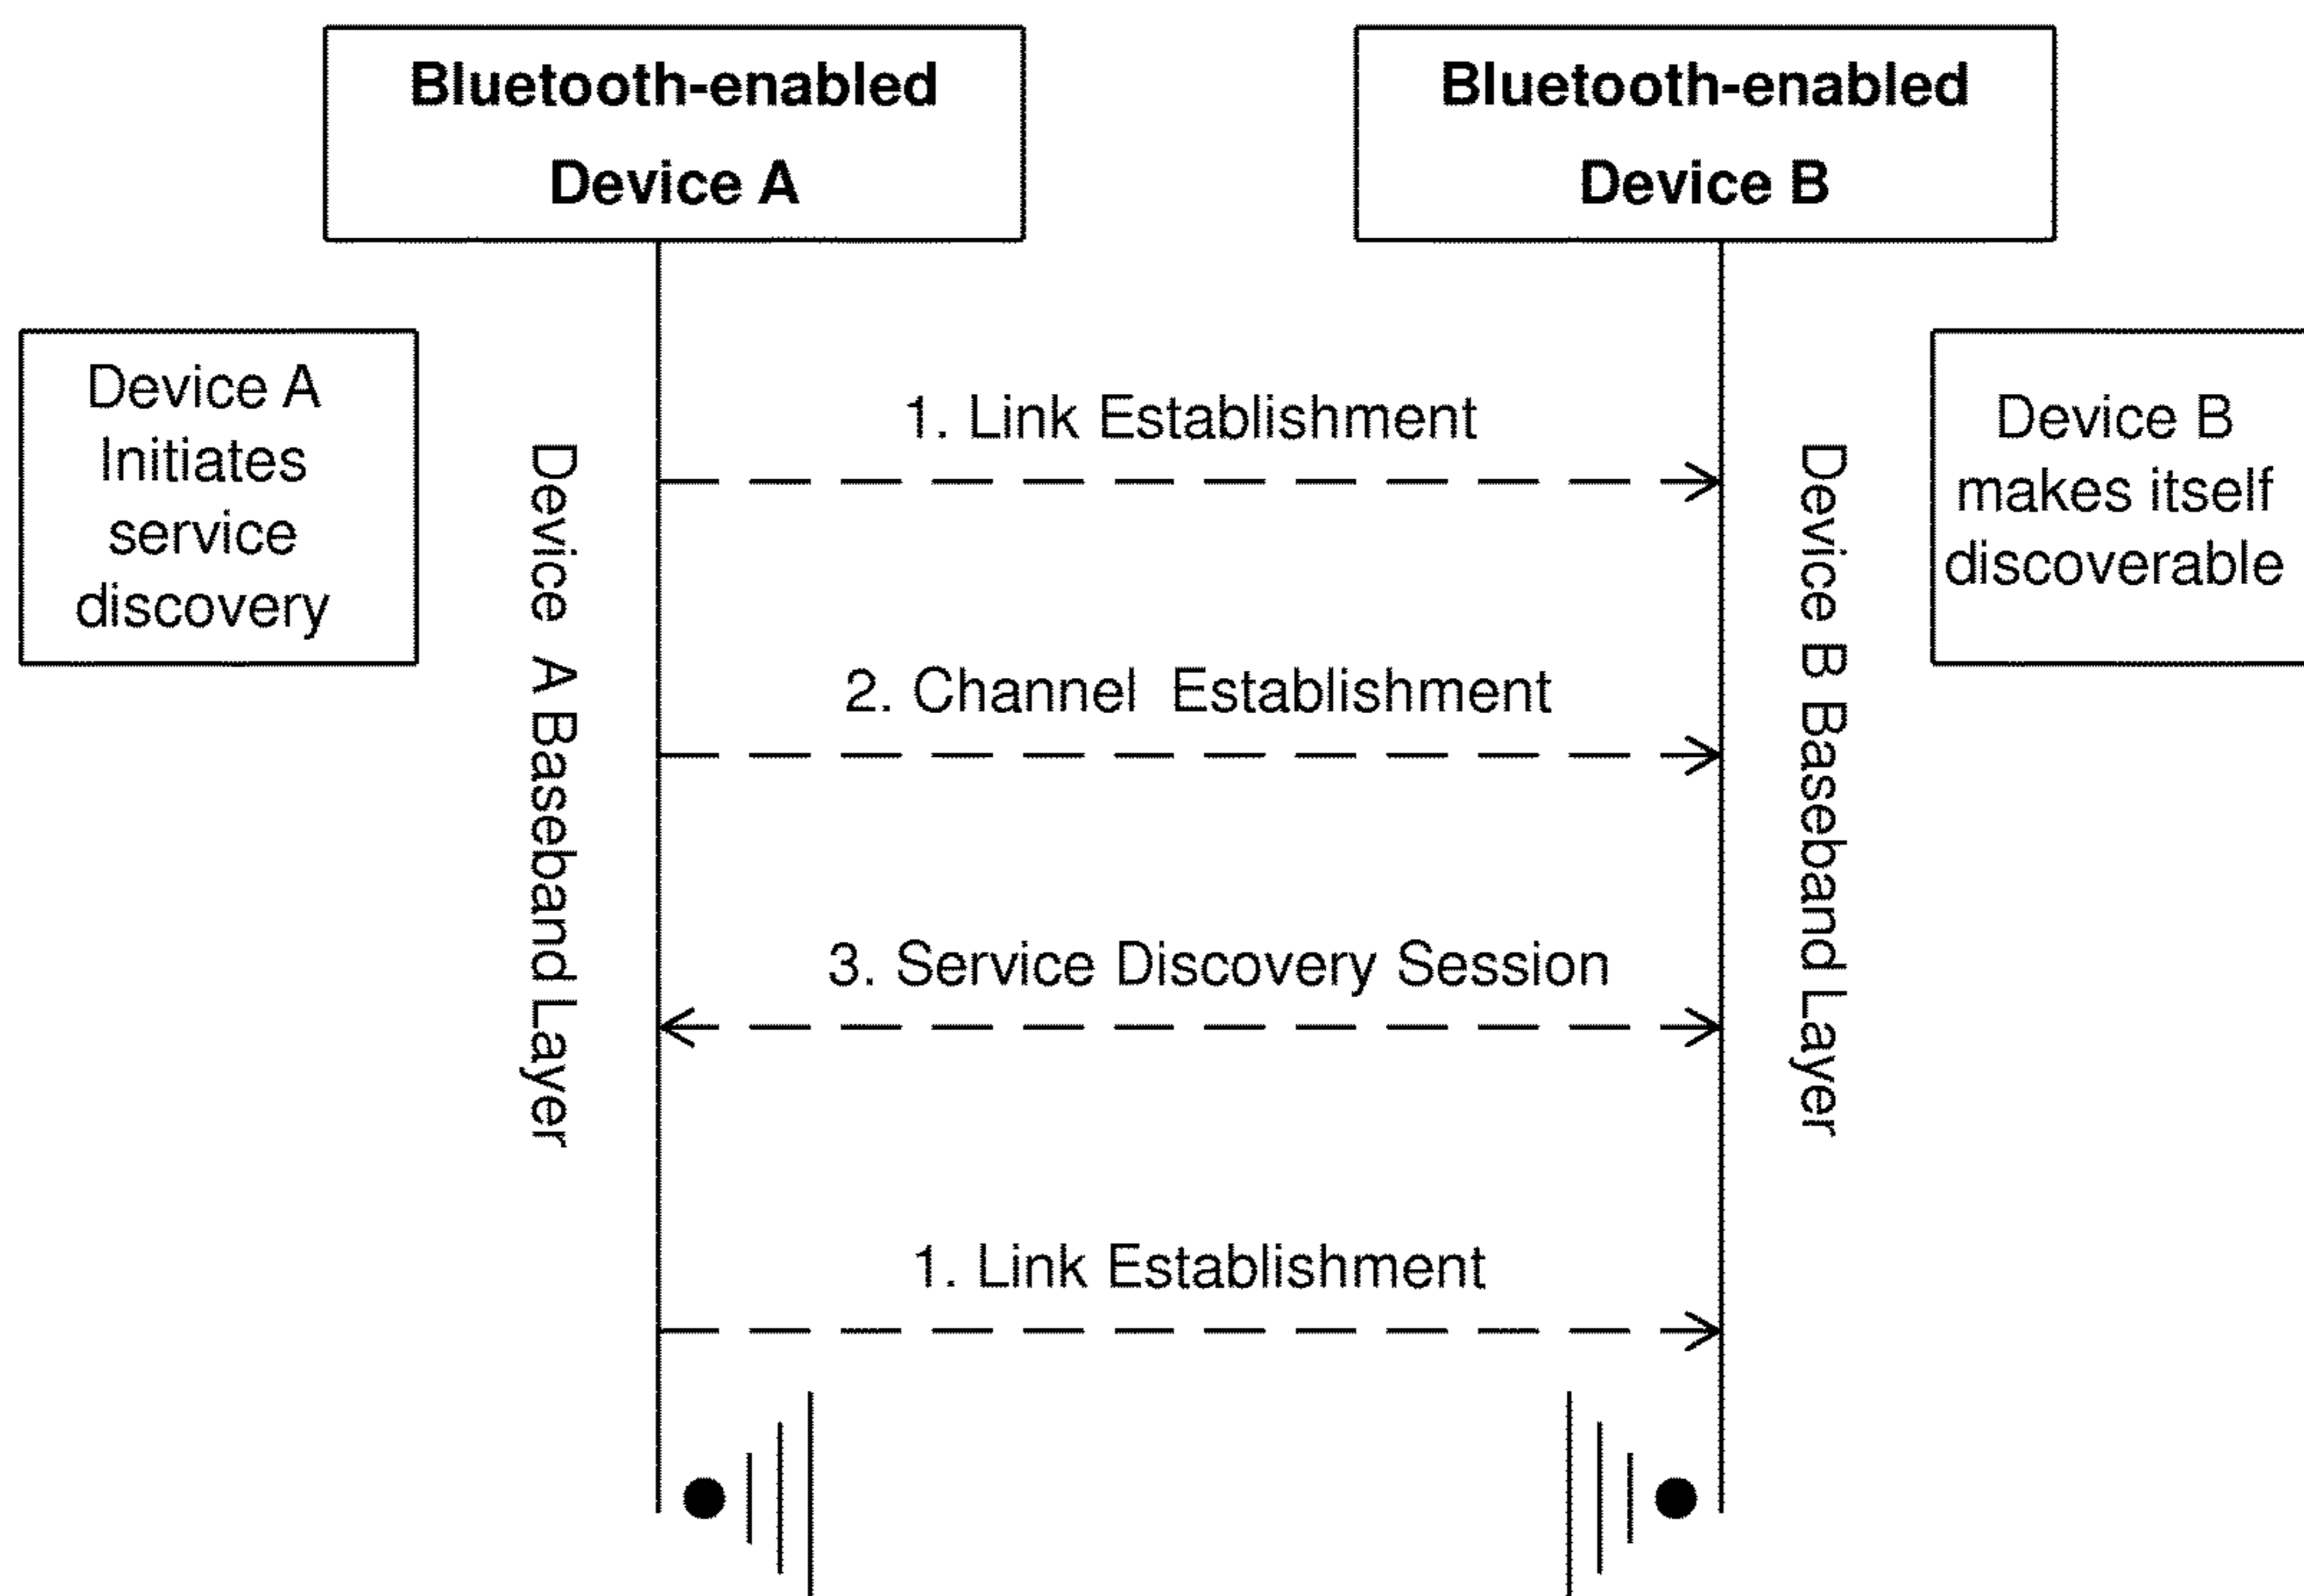 Bluetooth-enabled
Device A
Bluetooth-enabled
Device B
Device A
Initiates
service
discovery
Device A Baseband Layer
1. Link Establishment
2. Channel Establishment
3. Service Discovery Session
1. Link Establishment
Device B Baseband Layer
Device B
makes itself
discoverable